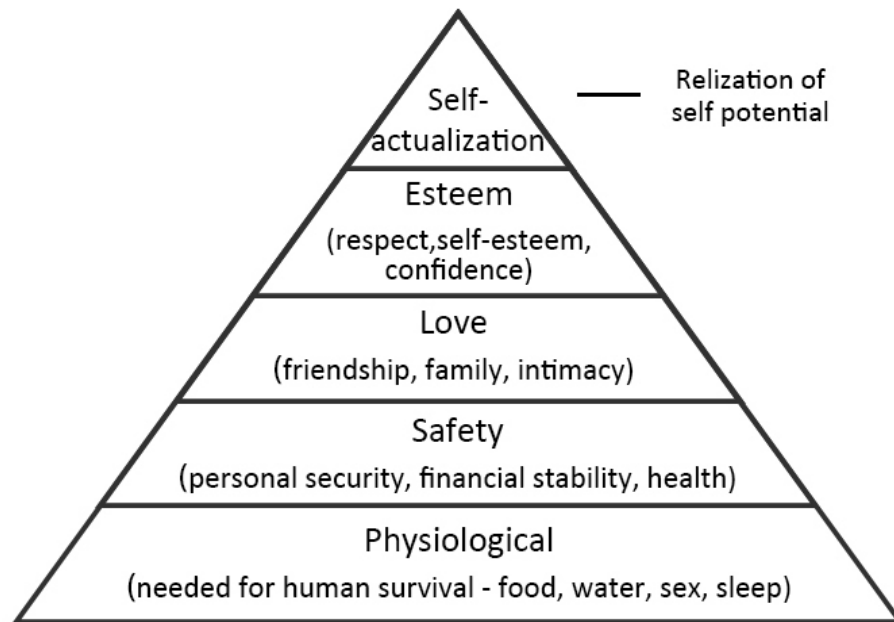 Self-
actualization
Relization of
self potential
Esteem
(respect,self-esteem,
confidence)
Love
(friendship, family, intimacy)
Safety
(personal security, financial stability, health)
Physiological
(needed for human survival - food, water, sex, sleep)